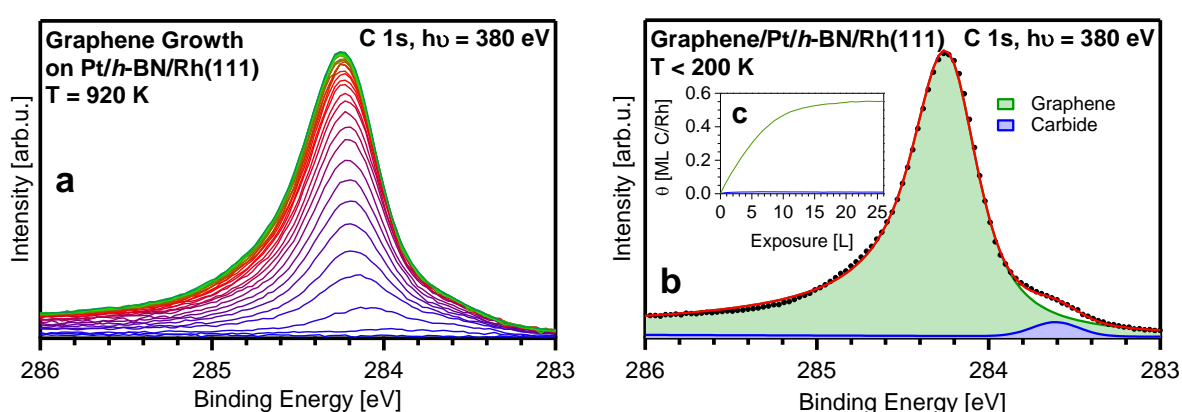 Graphene Growth
on Pt/h-BN/Rh(111)
T = 920 K
C 1s, hυ = 380 eV
a
Intensity [arb.u.]
286 285 284 283
Binding Energy [eV]
Graphene/Pt/h-BN/Rh(111) C 1s, hυ = 380 eV
T < 200 K
Graphene
Carbide
c
0.6
0.4
0.2
0.0
θ [ML C/Rh]
0 5 10 15 20 25
Exposure [L]
b
Intensity [arb.u.]
286 285 284 283
Binding Energy [eV]